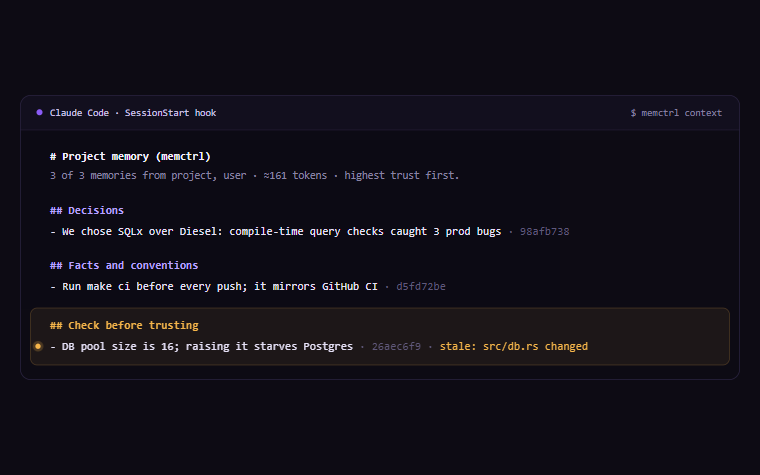 Claude Code · SessionStart hook
$ memctrl context
# Project memory (memctrl)
3 of 3 memories from project, user · ≈161 tokens · highest trust first.
## Decisions
- We chose SQLx over Diesel: compile-time query checks caught 3 prod bugs · 98afb738
## Facts and conventions
- Run make ci before every push; it mirrors GitHub CI · d5fd72be
## Check before trusting
- DB pool size is 16; raising it starves Postgres · 26aec6f9 · stale: src/db.rs changed